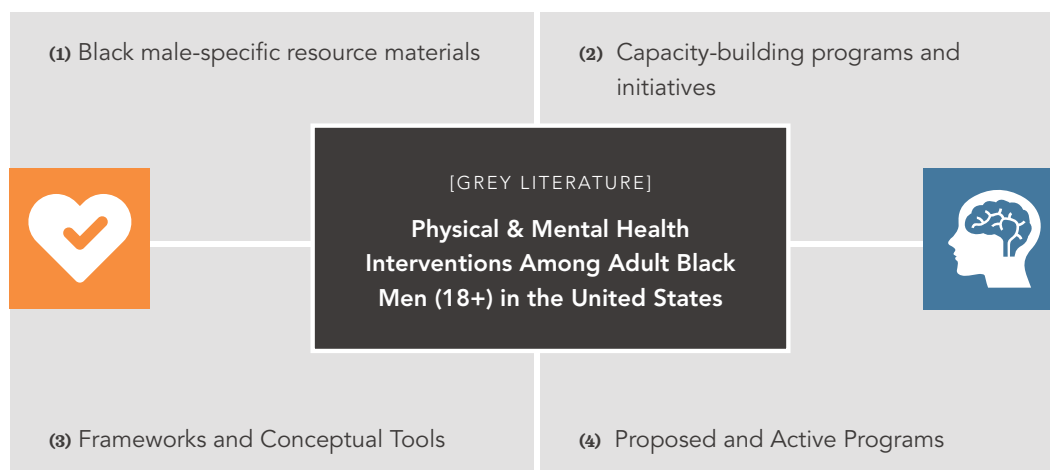 (1) Black male-specific resource materials
(2) Capacity-building programs and
initiatives
[GREY LITERATURE]
Physical & Mental Health
Interventions Among Adult Black
Men (18+) in the United States
(3) Frameworks and Conceptual Tools
(4) Proposed and Active Programs